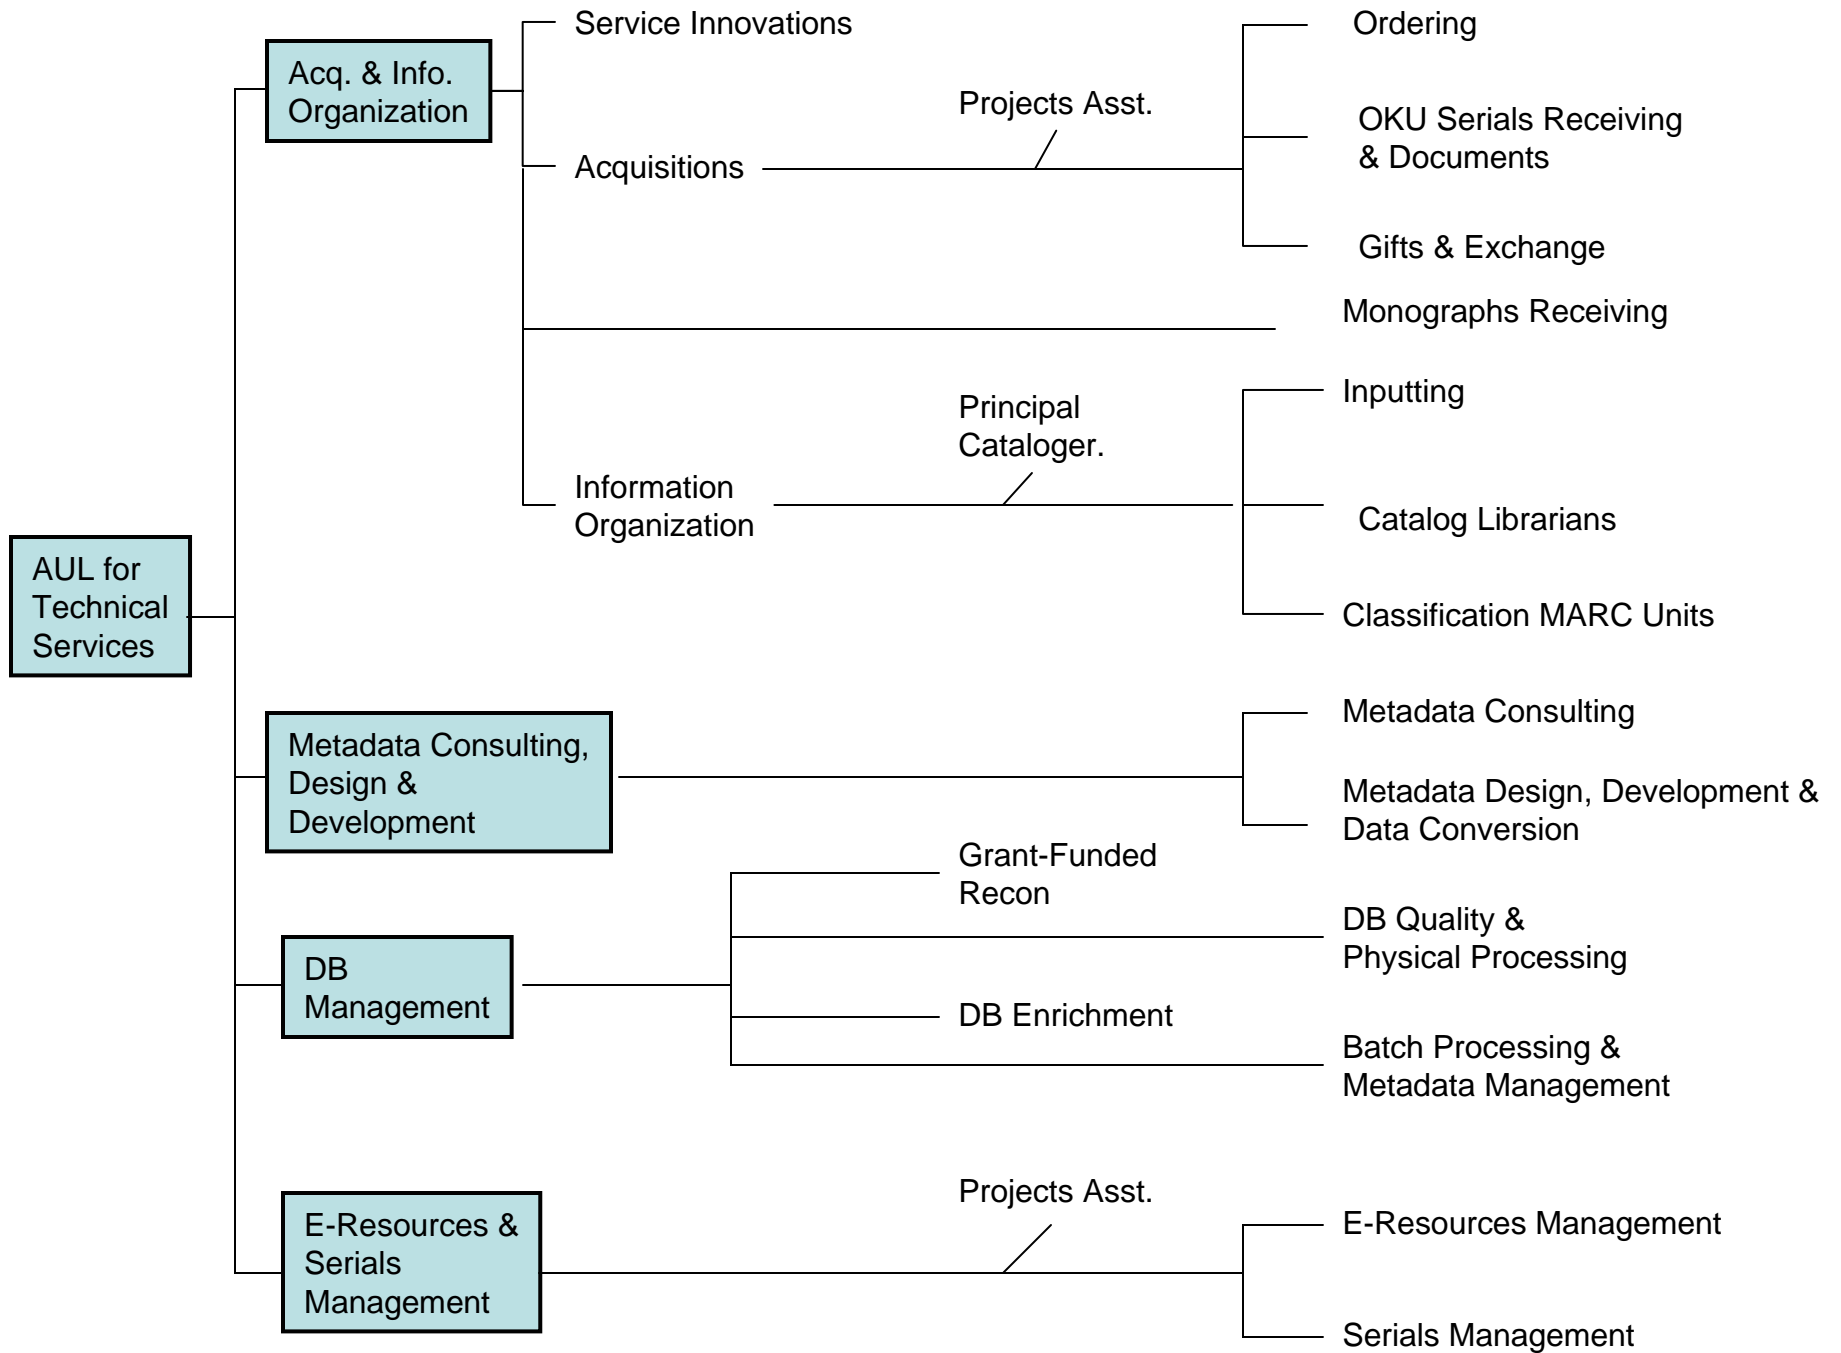 Service Innovations
Ordering
Acq. & Info.
Organization
Projects Asst.
OKU Serials Receiving
& Documents
Acquisitions
Gifts & Exchange
Monographs Receiving
Inputting
Principal
Cataloger.
Information
Organization
Catalog Librarians
AUL for
Technical
Services
Classification MARC Units
Metadata Consulting,
Design &
Development
Metadata Consulting
Metadata Design, Development &
Data Conversion
Grant-Funded
Recon
DB Quality &
Physical Processing
DB
Management
DB Enrichment
Batch Processing &
Metadata Management
Projects Asst.
E-Resources &
Serials
Management
E-Resources Management
Serials Management